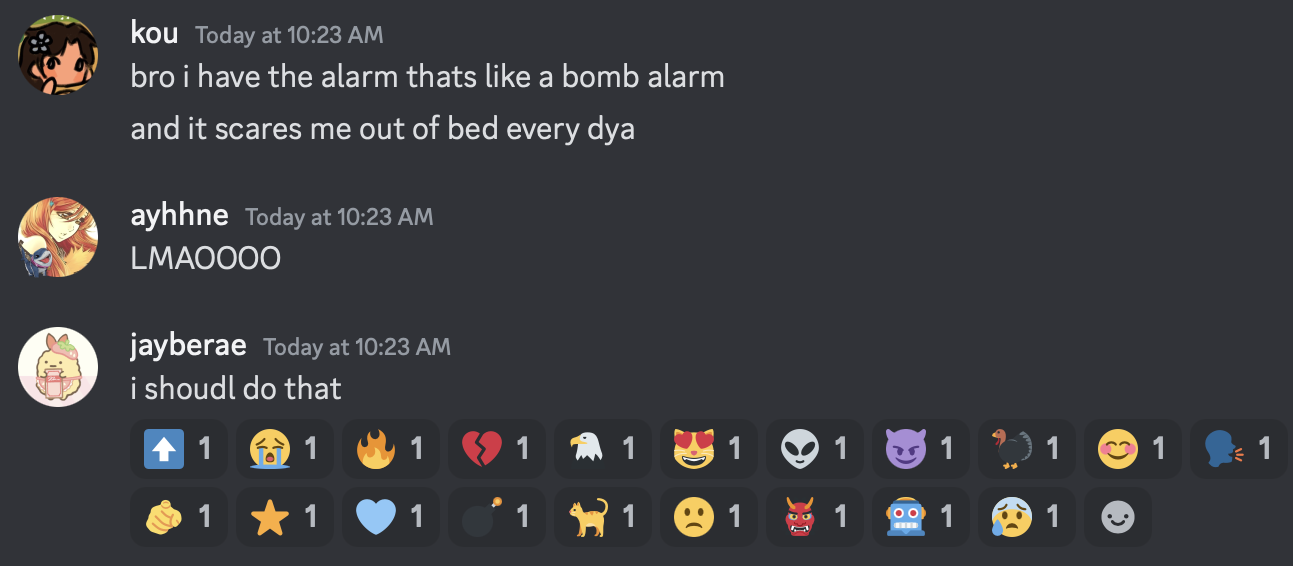 kou Today at 10:23 AM
bro i have the alarm thats like a bomb alarm
and it scares me out of bed every dya
ayhhne Today at 10:23 AM
LMAOOOO
jayberae Today at 10:23 AM
i shoudl do that
1 1 1 1 1 1 1 1 1 1 1
1 1 1 1 1 1 1 1 1